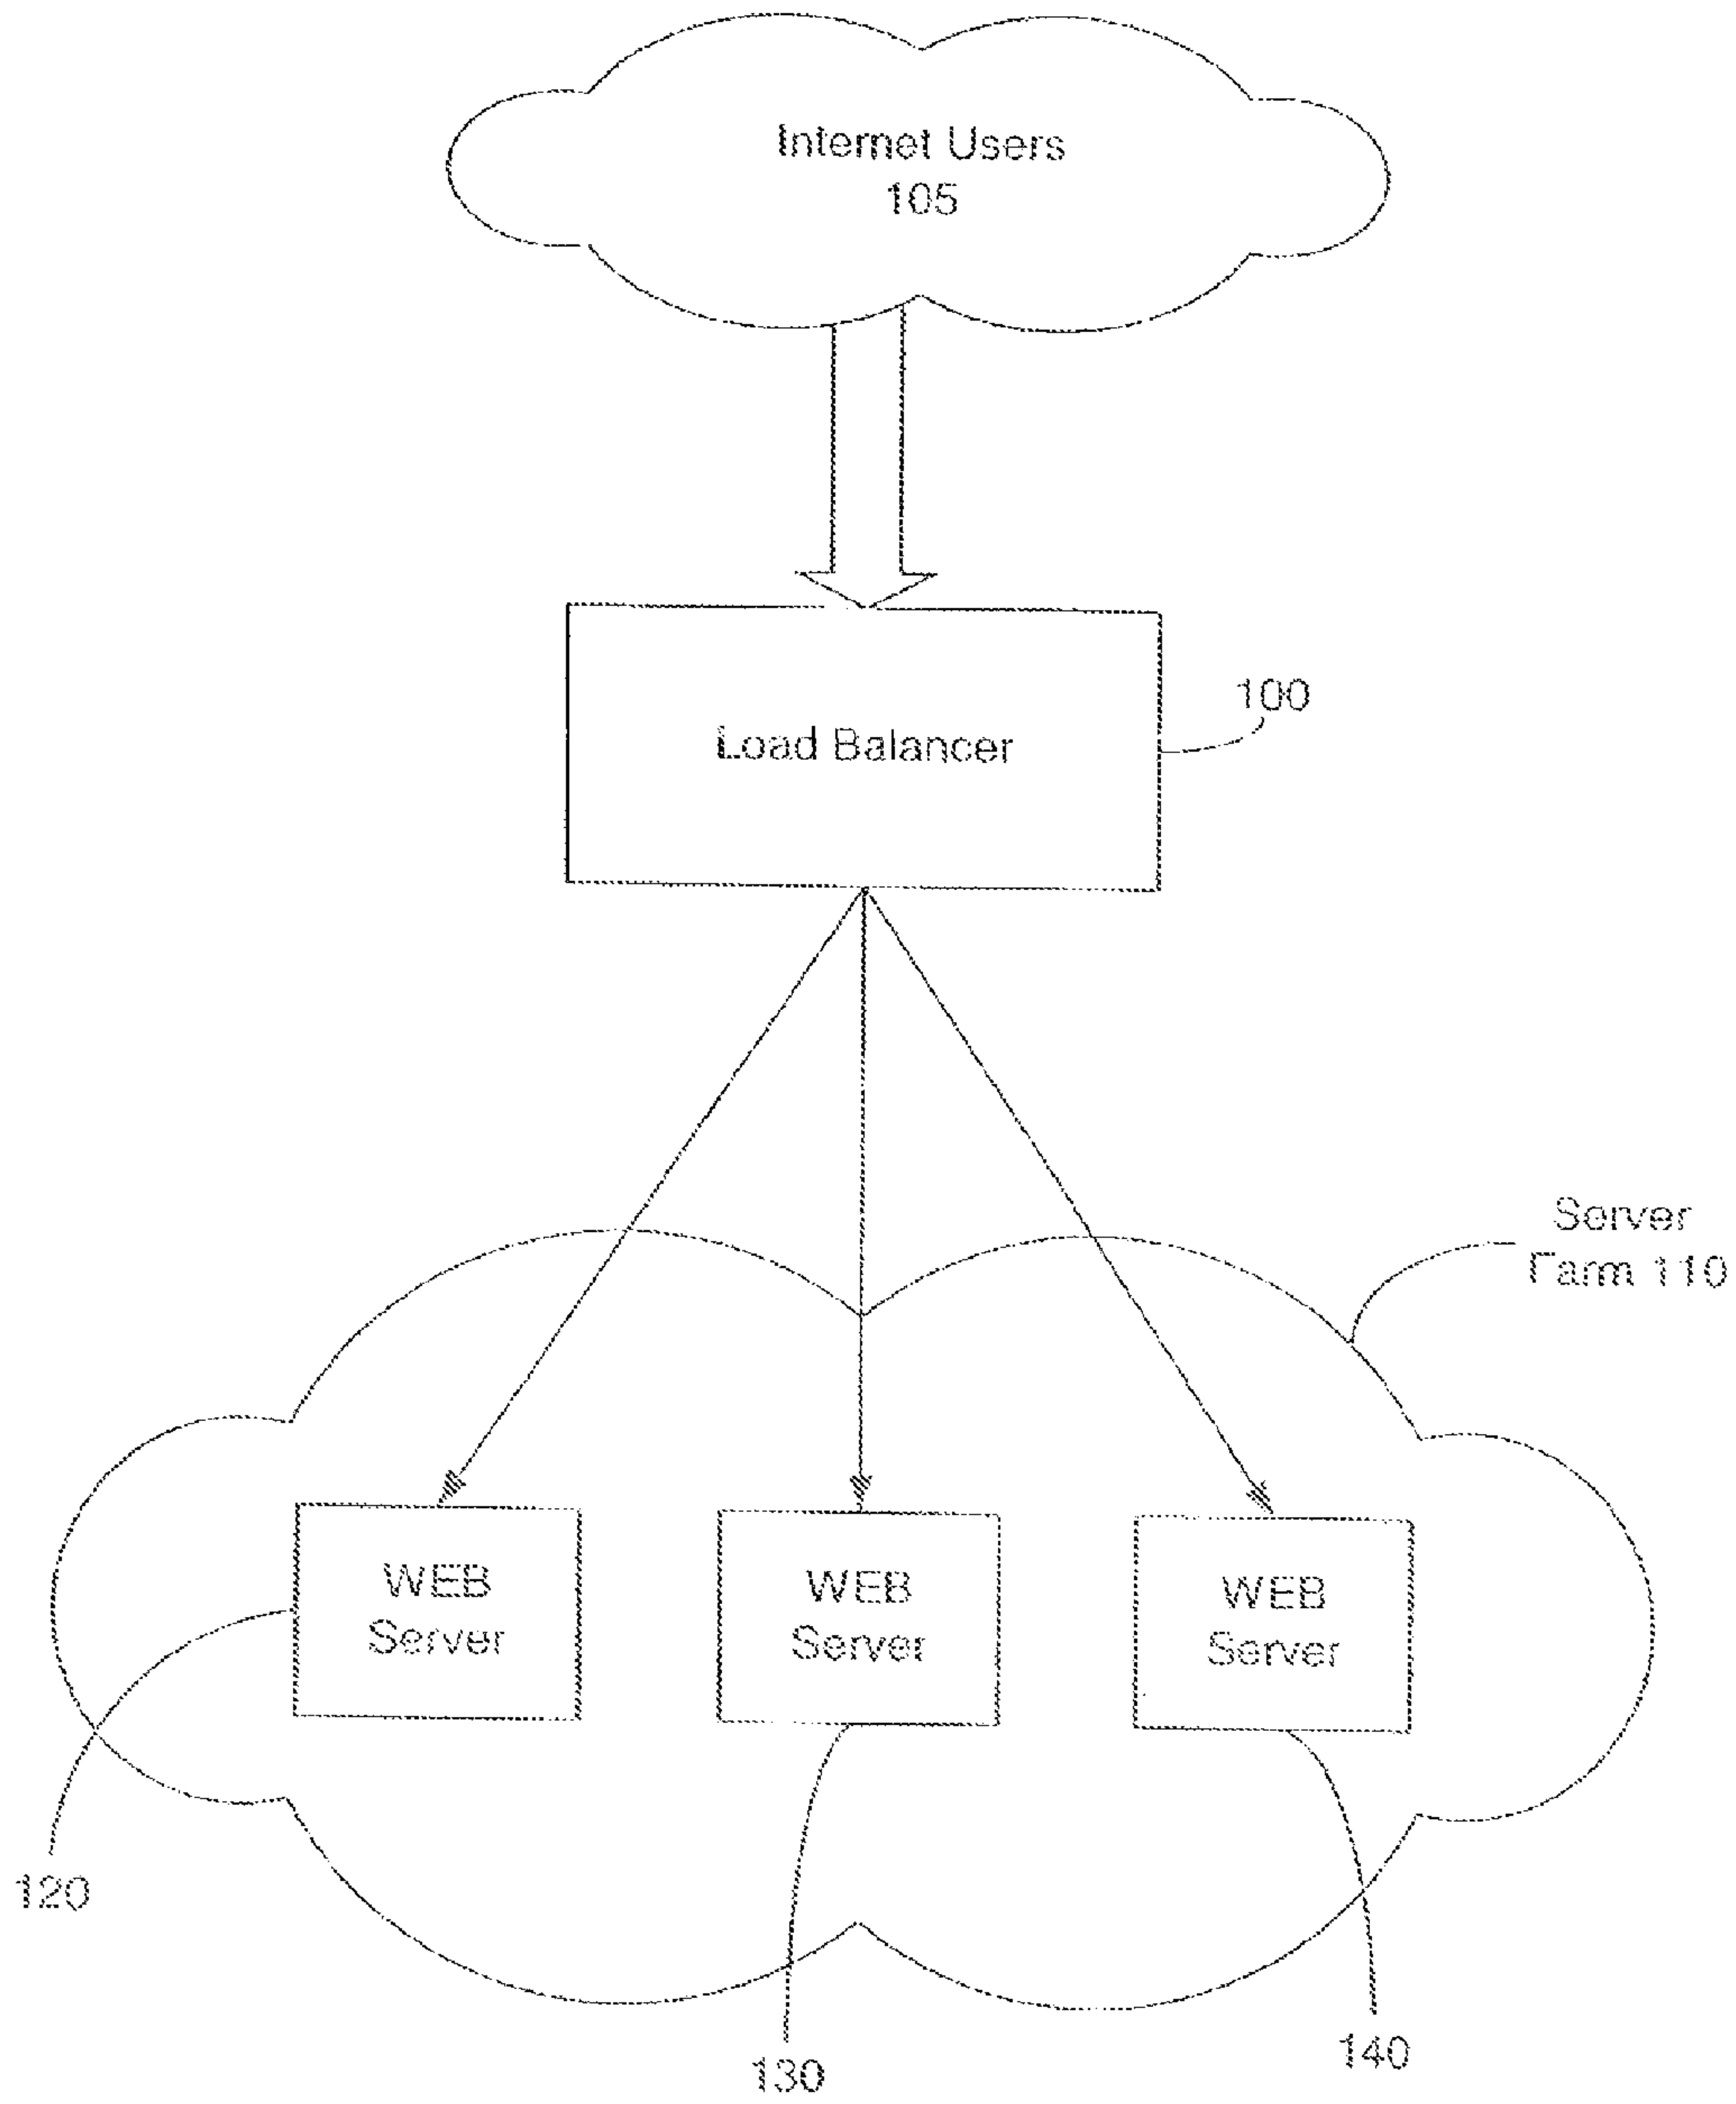 Internet Users
105
100
Load Balancer
Server
Farm 110
WEB
Server
WEB
Server
WEB
Server
120
130
140